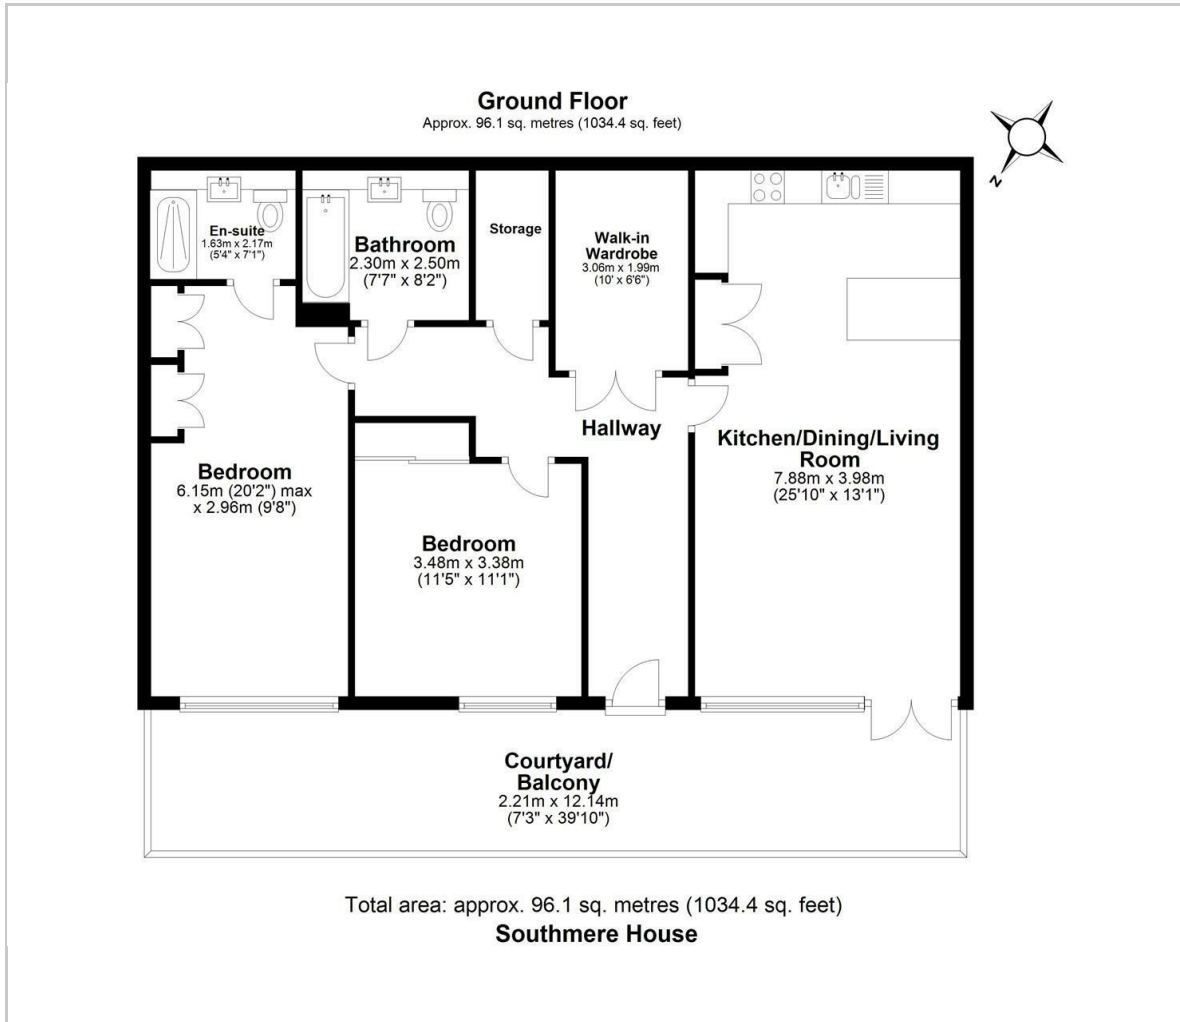 Ground Floor
Approx. 96.1 sq. metres (1034.4 sq. feet)
N
En-suite
1.63m x 2.17m
(5'4" x 7'1")
Bathroom
2.30m x 2.50m
(7'7" x 8'2")
Storage
Walk-in
Wardrobe
3.06m x 1.99m
(10' x 6'6")
Hallway
Kitchen/Dining/Living
Room
7.88m x 3.98m
(25'10" x 13'1")
Bedroom
6.15m (20'2") max
x 2.96m (9'8")
Bedroom
3.48m x 3.38m
(11'5" x 11'1")
Courtyard/
Balcony
2.21m x 12.14m
(7'3" x 39'10")
Total area: approx. 96.1 sq. metres (1034.4 sq. feet)
Southmere House